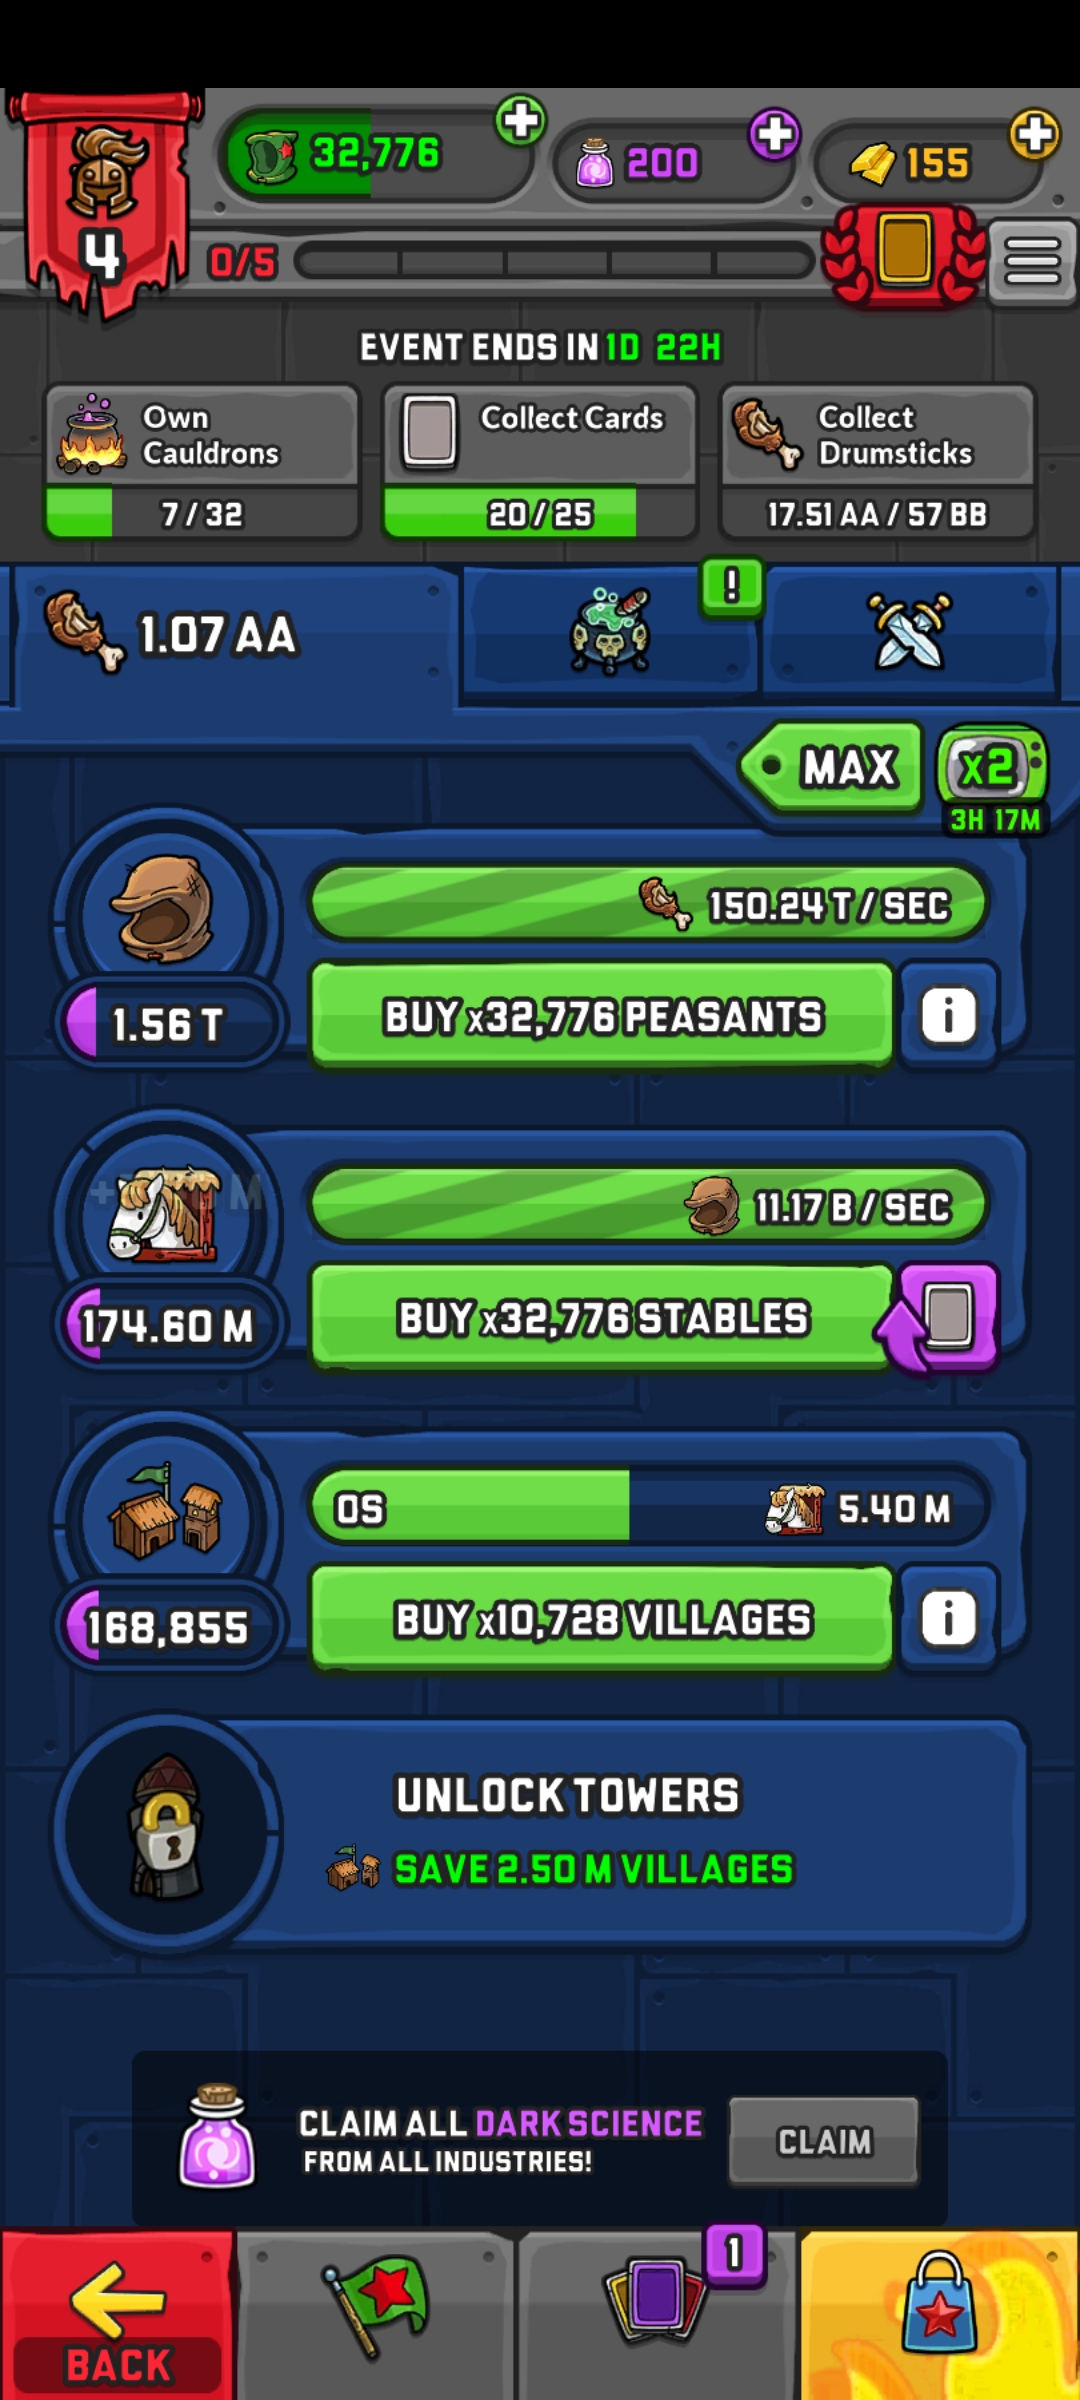 32,776
200
155
4
0/5
EVENT ENDS IN 1D 22H
Own
Cauldrons
7/32
Collect Cards
20/25
Collect
Drumsticks
17.51 AA / 57 BB
1.07 AA
!
MAX
x2
3H 17M
150.24 T / SEC
1.56 T
BUY x32,776 PEASANTS
i
11.17 B / SEC
174.60 M
BUY x32,776 STABLES
0S
5.40 M
168,855
BUY x10,728 VILLAGES
i
UNLOCK TOWERS
SAVE 2.50 M VILLAGES
CLAIM ALL DARK SCIENCE
FROM ALL INDUSTRIES!
CLAIM
1
BACK